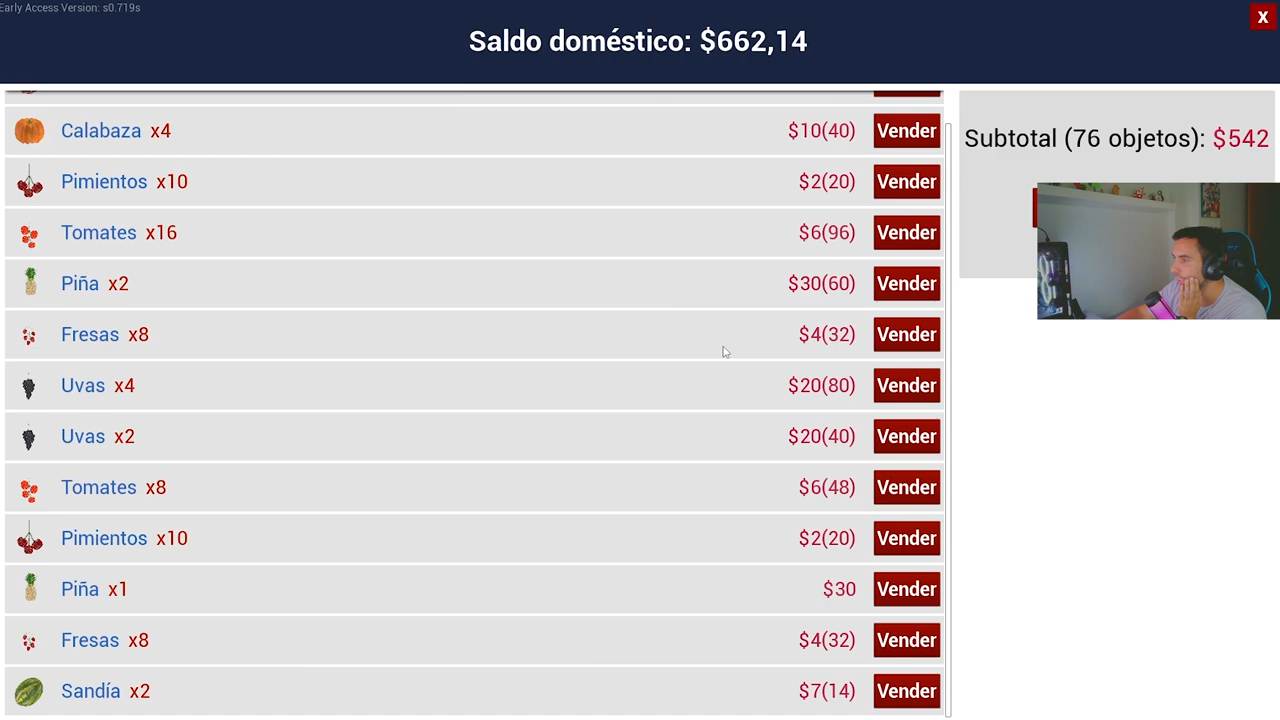 Early Access Version: s0.719s
X
Saldo doméstico: $662,14
Calabaza x4 $10(40) Vender
Pimientos x10 $2(20) Vender
Tomates x16 $6(96) Vender
Piña x2 $30(60) Vender
Fresas x8 $4(32) Vender
Uvas x4 $20(80) Vender
Uvas x2 $20(40) Vender
Tomates x8 $6(48) Vender
Pimientos x10 $2(20) Vender
Piña x1 $30 Vender
Fresas x8 $4(32) Vender
Sandía x2 $7(14) Vender
Subtotal (76 objetos): $542